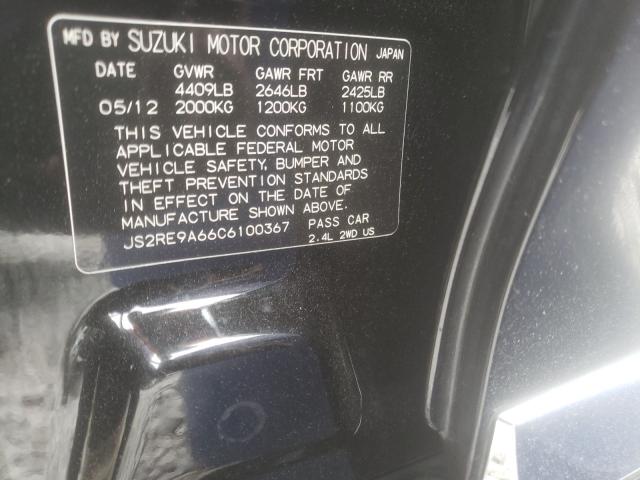 MFD BY SUZUKI MOTOR CORPORATION JAPAN
DATE GVWR GAWR FRT GAWR RR
4409LB 2646LB 2425LB
05/12 2000KG 1200KG 1100KG
THIS VEHICLE CONFORMS TO ALL
APPLICABLE FEDERAL MOTOR
VEHICLE SAFETY, BUMPER AND
THEFT PREVENTION STANDARDS
IN EFFECT ON THE DATE OF
MANUFACTURE SHOWN ABOVE.
JS2RE9A66C6100367 PASS CAR
2.4L 2WD US